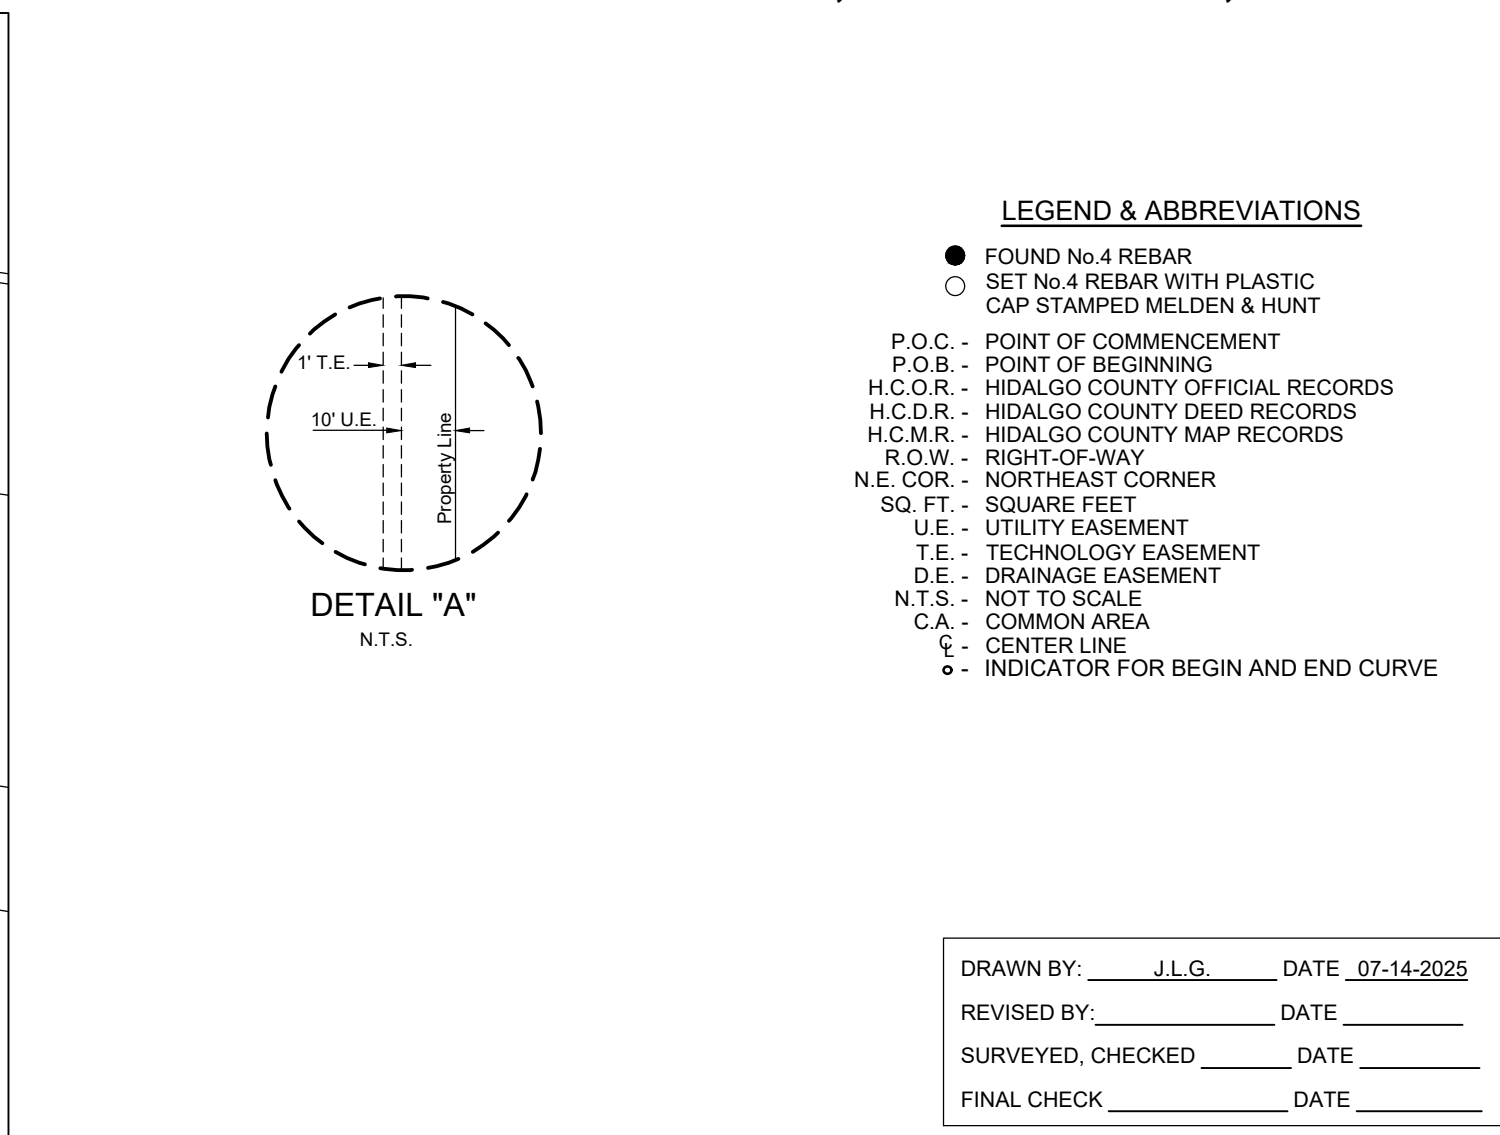 1' T.E.
10' U.E.
Property Line
DETAIL "A"
N.T.S.
LEGEND & ABBREVIATIONS
FOUND No.4 REBAR
SET No.4 REBAR WITH PLASTIC
CAP STAMPED MELDEN & HUNT
P.O.C. - POINT OF COMMENCEMENT
P.O.B. - POINT OF BEGINNING
H.C.O.R. - HIDALGO COUNTY OFFICIAL RECORDS
H.C.D.R. - HIDALGO COUNTY DEED RECORDS
H.C.M.R. - HIDALGO COUNTY MAP RECORDS
R.O.W. - RIGHT-OF-WAY
N.E. COR. - NORTHEAST CORNER
SQ. FT. - SQUARE FEET
U.E. - UTILITY EASEMENT
T.E. - TECHNOLOGY EASEMENT
D.E. - DRAINAGE EASEMENT
N.T.S. - NOT TO SCALE
C.A. - COMMON AREA
℄ - CENTER LINE
- INDICATOR FOR BEGIN AND END CURVE
DRAWN BY: J.L.G. DATE 07-14-2025
REVISED BY: DATE
SURVEYED, CHECKED DATE
FINAL CHECK DATE